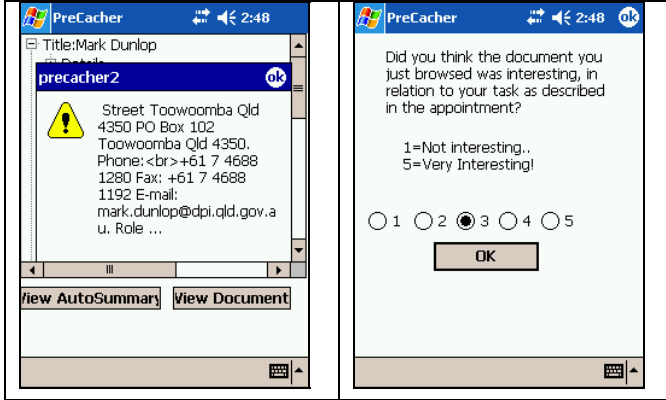 PreCacher 2:48
Title:Mark Dunlop
Details
precacher2 ok
Street Toowoomba Qld
4350 PO Box 102
Toowoomba Qld 4350.
Phone:<br>+61 7 4688
1280 Fax: +61 7 4688
1192 E-mail:
mark.dunlop@dpi.qld.gov.a
u. Role ...
View AutoSummary View Document
PreCacher 2:48 ok
Did you think the document you
just browsed was interesting, in
relation to your task as described
in the appointment?
1=Not interesting..
5=Very Interesting!
1 2 3 4 5
OK